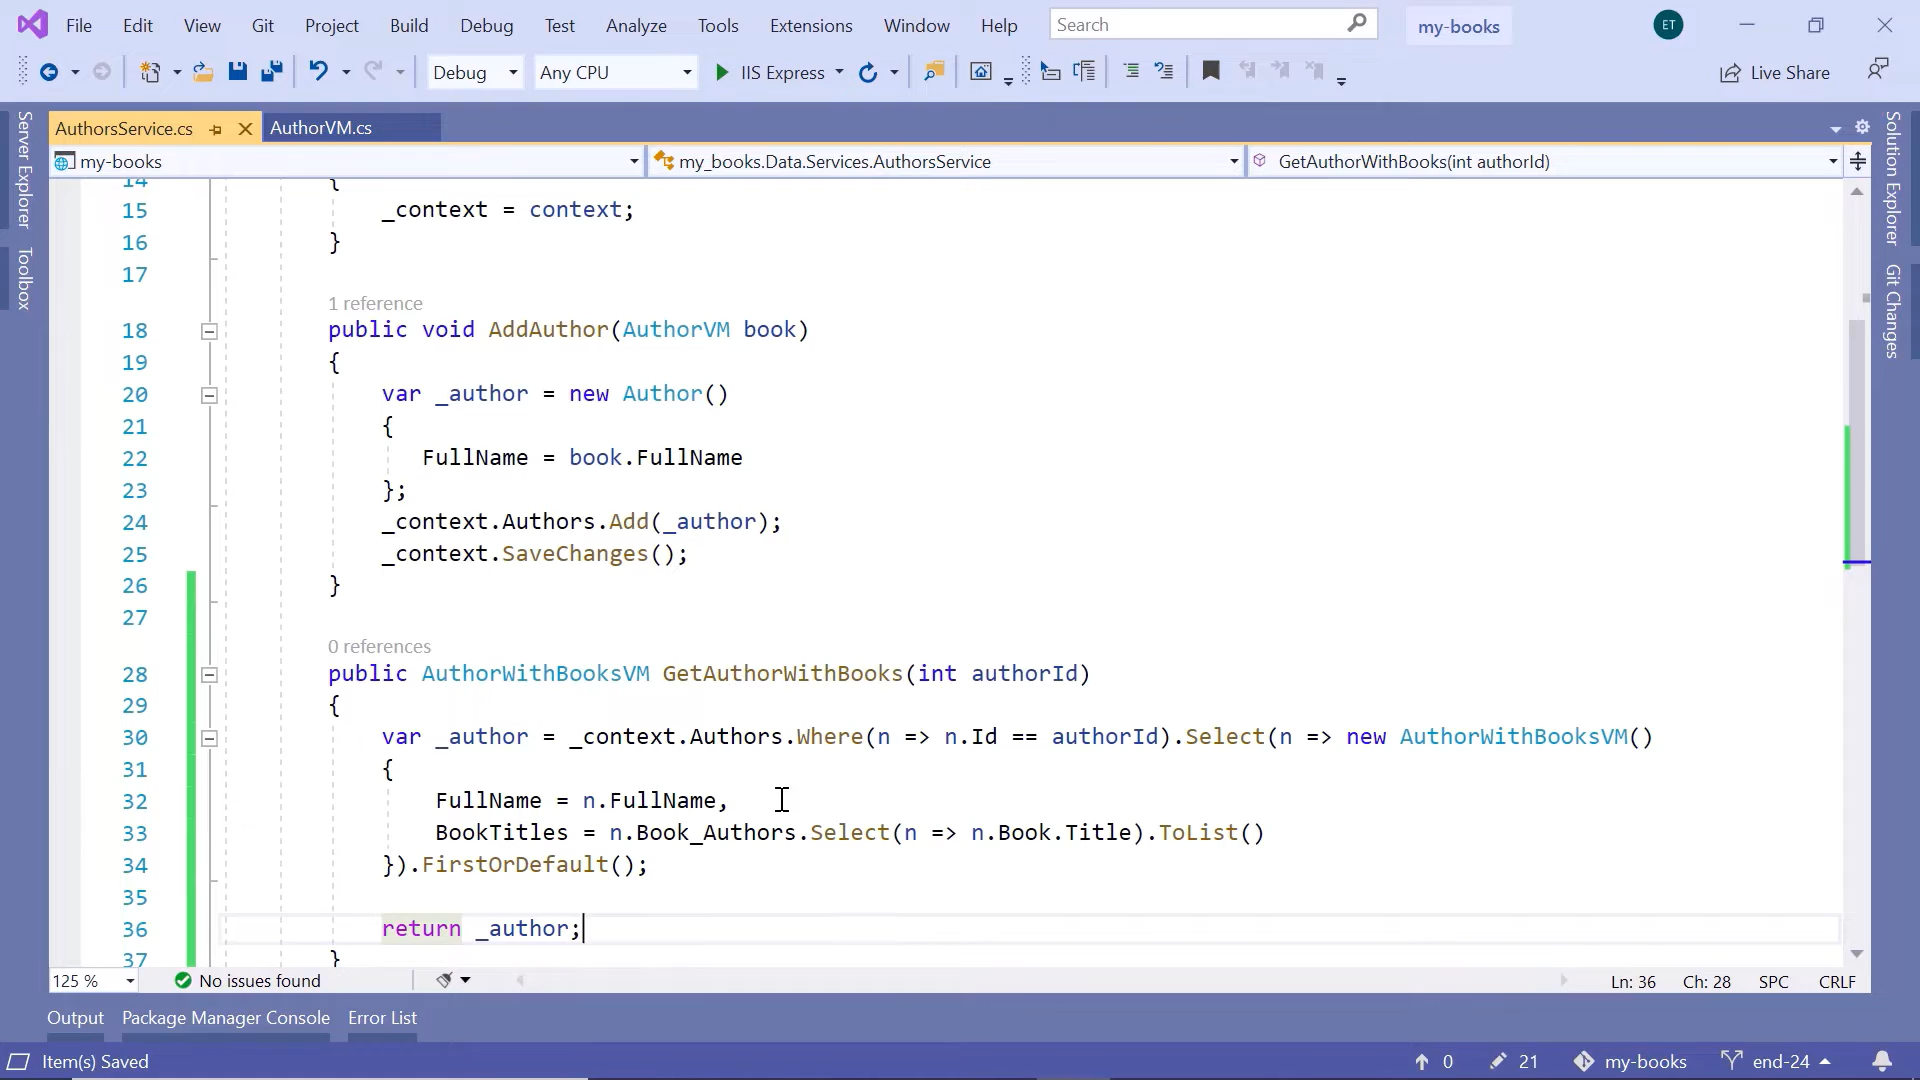 File Edit View Git Project Build Debug Test Analyze Tools Extensions Window Help Search my-books ET
Debug Any CPU IIS Express Live Share
Server Explorer
Toolbox
AuthorsService.cs AuthorVM.cs
my-books my_books.Data.Services.AuthorsService GetAuthorWithBooks(int authorId)
14 {
15 _context = context;
16 }
17
1 reference
18 public void AddAuthor(AuthorVM book)
19 {
20 var _author = new Author()
21 {
22 FullName = book.FullName
23 };
24 _context.Authors.Add(_author);
25 _context.SaveChanges();
26 }
27
0 references
28 public AuthorWithBooksVM GetAuthorWithBooks(int authorId)
29 {
30 var _author = _context.Authors.Where(n => n.Id == authorId).Select(n => new AuthorWithBooksVM()
31 {
32 FullName = n.FullName,
33 BookTitles = n.Book_Authors.Select(n => n.Book.Title).ToList()
34 }).FirstOrDefault();
35
36 return _author;
37 }
Solution Explorer
Git Changes
125 % No issues found Ln: 36 Ch: 28 SPC CRLF
Output Package Manager Console Error List
Item(s) Saved 0 21 my-books end-24